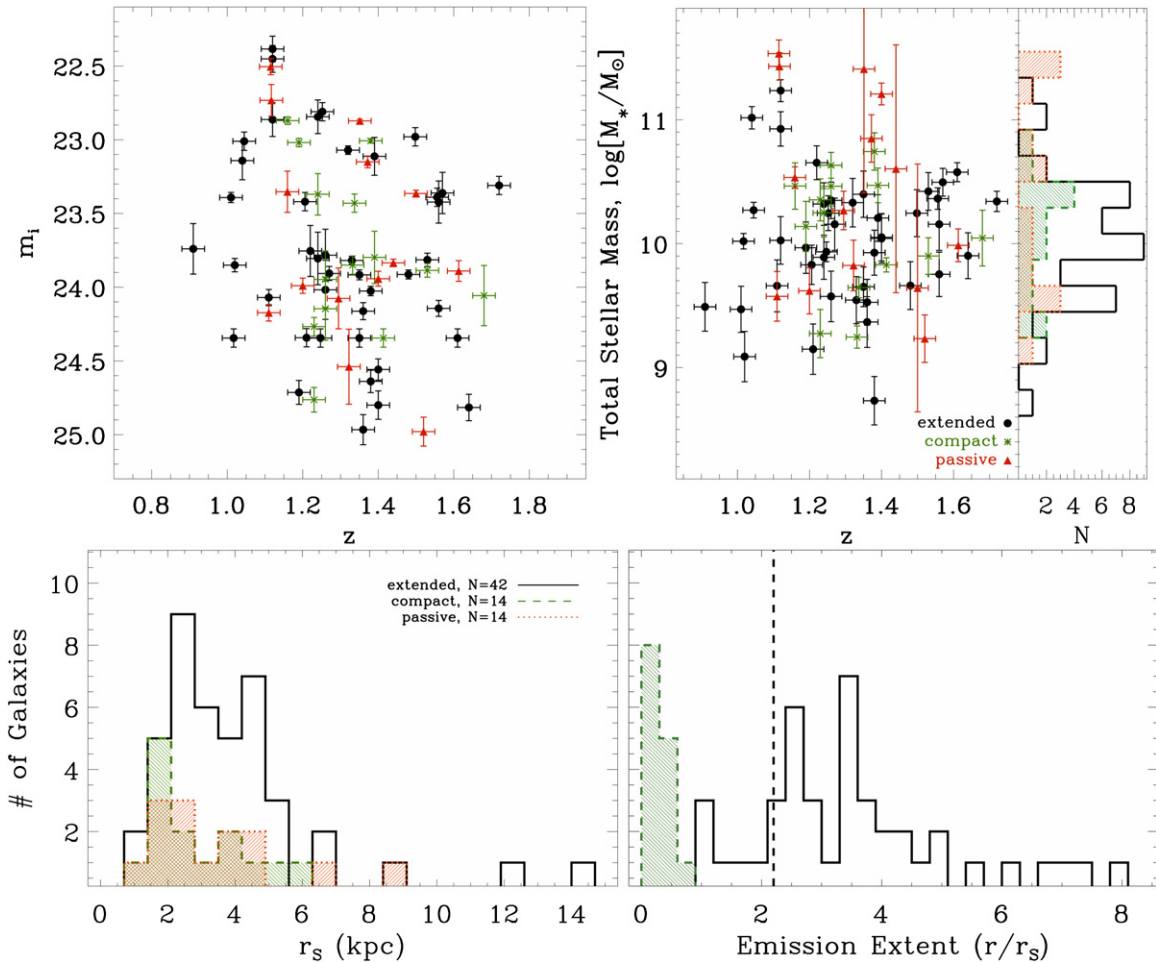 22.5
23.0
23.5
24.0
24.5
25.0
m_i
0.8 1.0 1.2 1.4 1.6 1.8
z
Total Stellar Mass, log[M_*/M_⊙]
11
10
9
extended
compact
passive
1.0 1.2 1.4 1.6
z
2 4 6 8
N
# of Galaxies
10
8
6
4
2
extended, N=42
compact, N=14
passive, N=14
0 2 4 6 8 10 12 14
r_s (kpc)
0 2 4 6 8
Emission Extent (r/r_s)